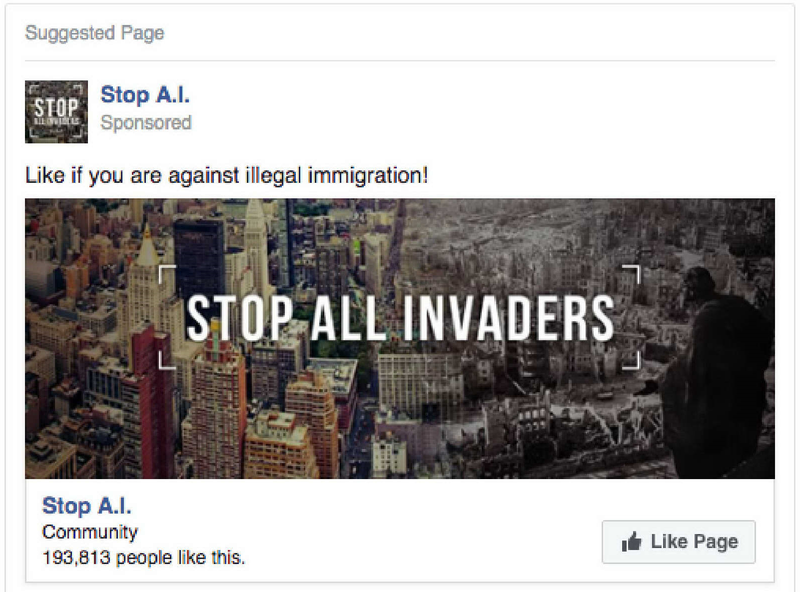 Suggested Page
STOP
ALL INVADERS
Stop A.I.
Sponsored
Like if you are against illegal immigration!
STOP ALL INVADERS
Stop A.I.
Community
193,813 people like this.
Like Page